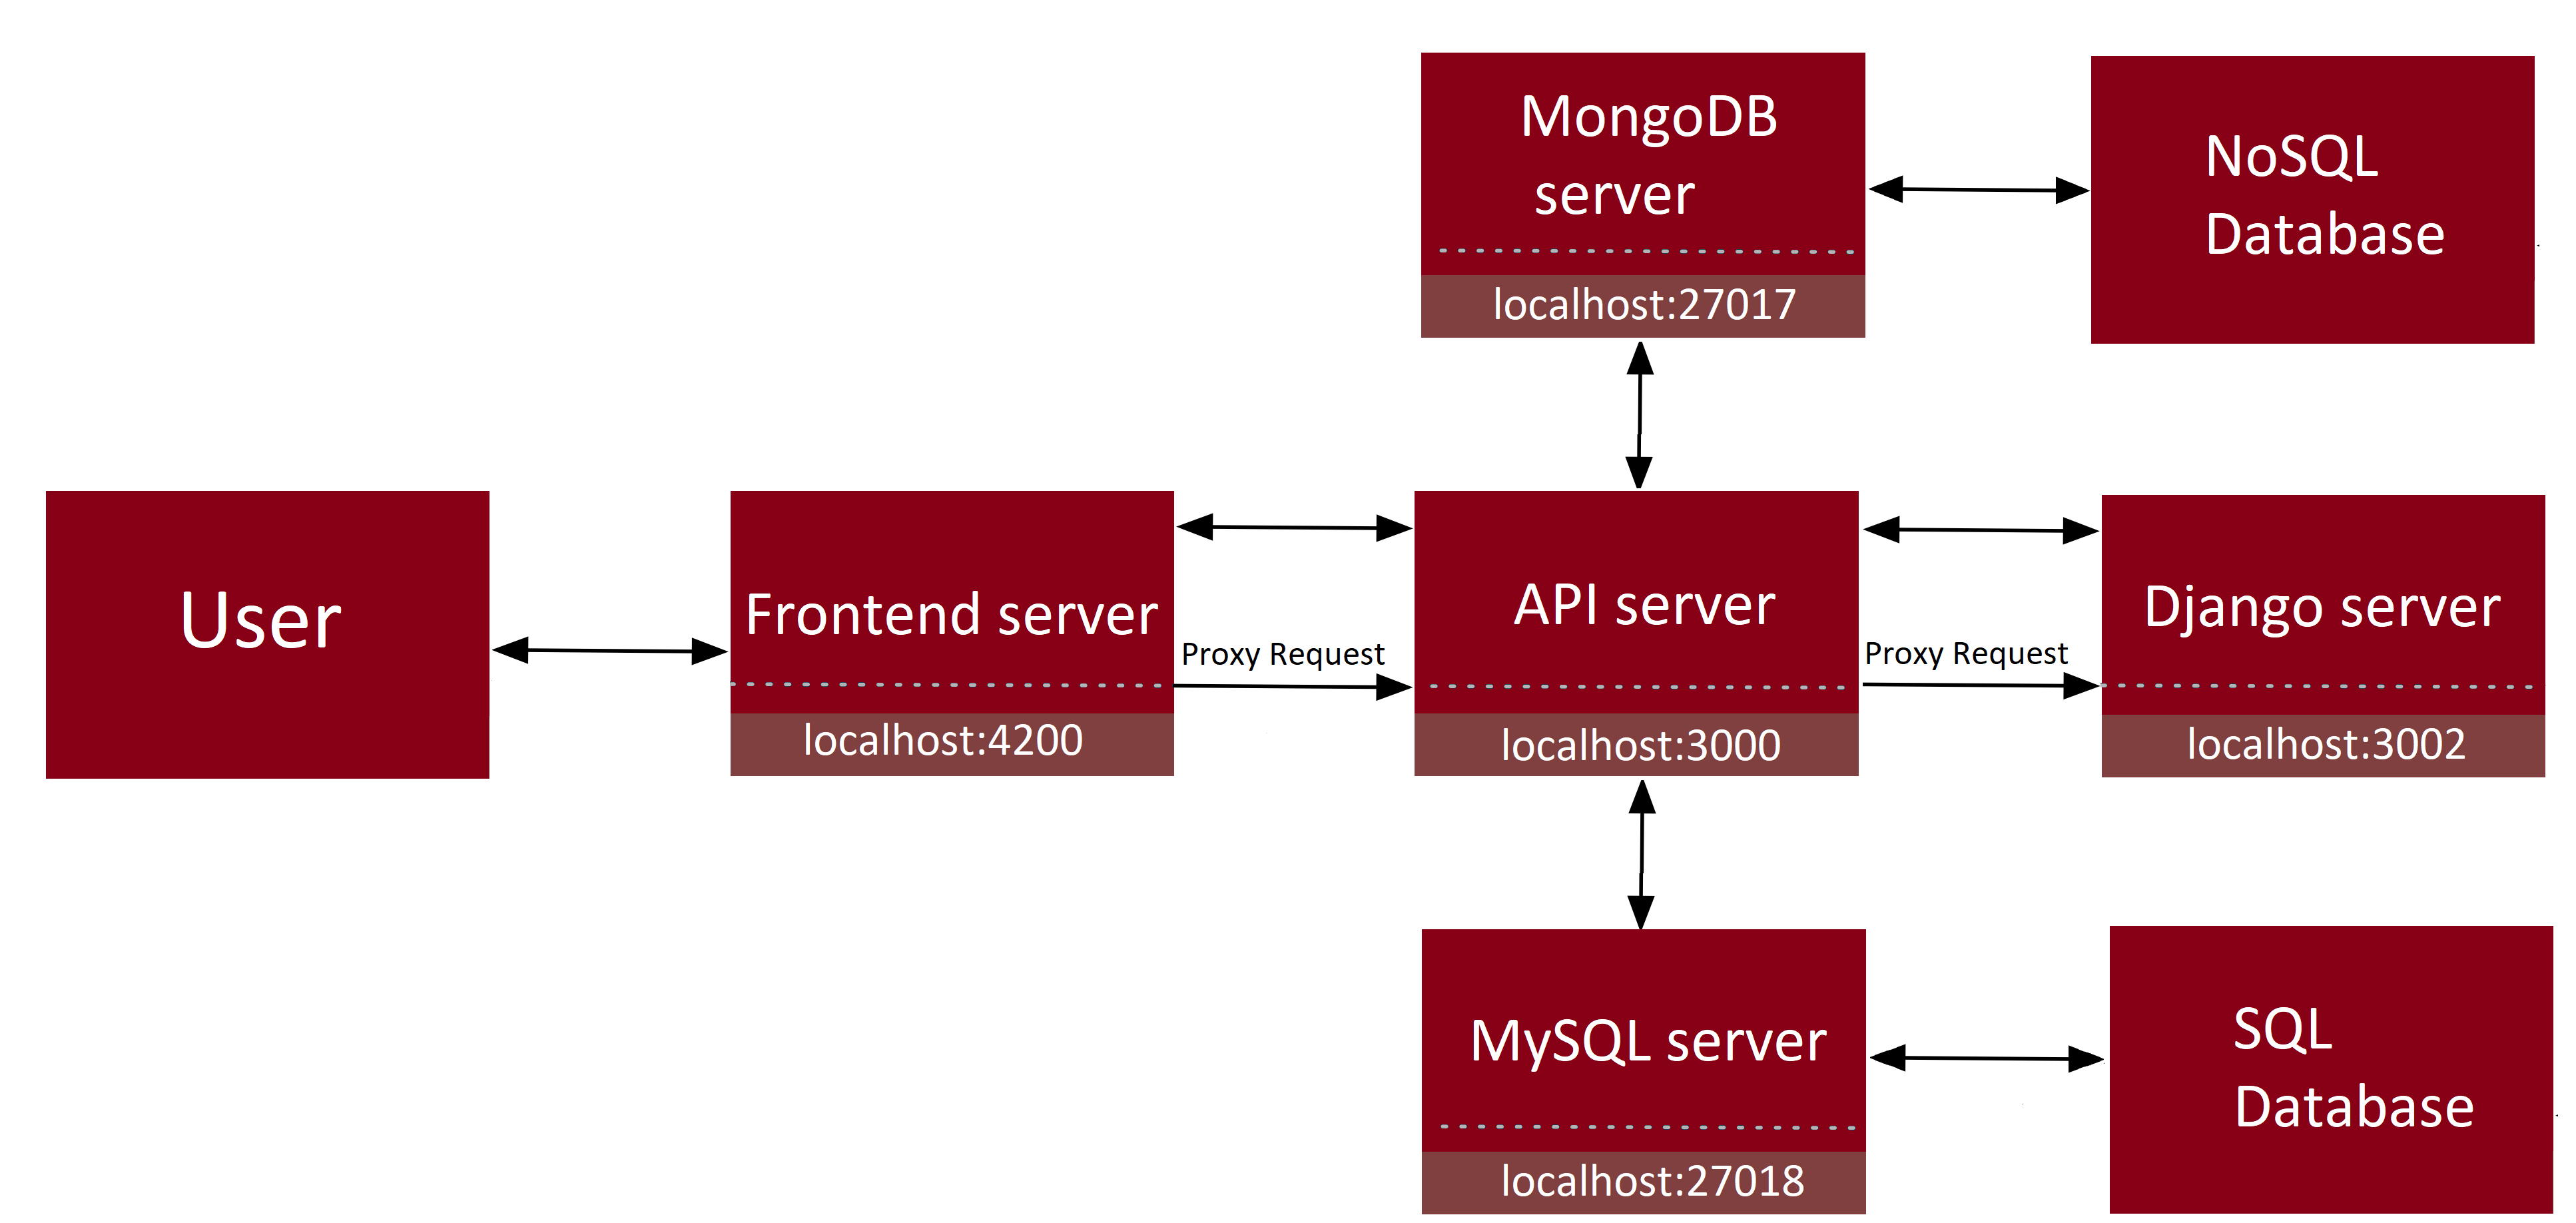 MongoDB
server
localhost:27017
NoSQL
Database
User
Frontend server
localhost:4200
Proxy Request
API server
localhost:3000
Proxy Request
Django server
localhost:3002
MySQL server
localhost:27018
SQL
Database